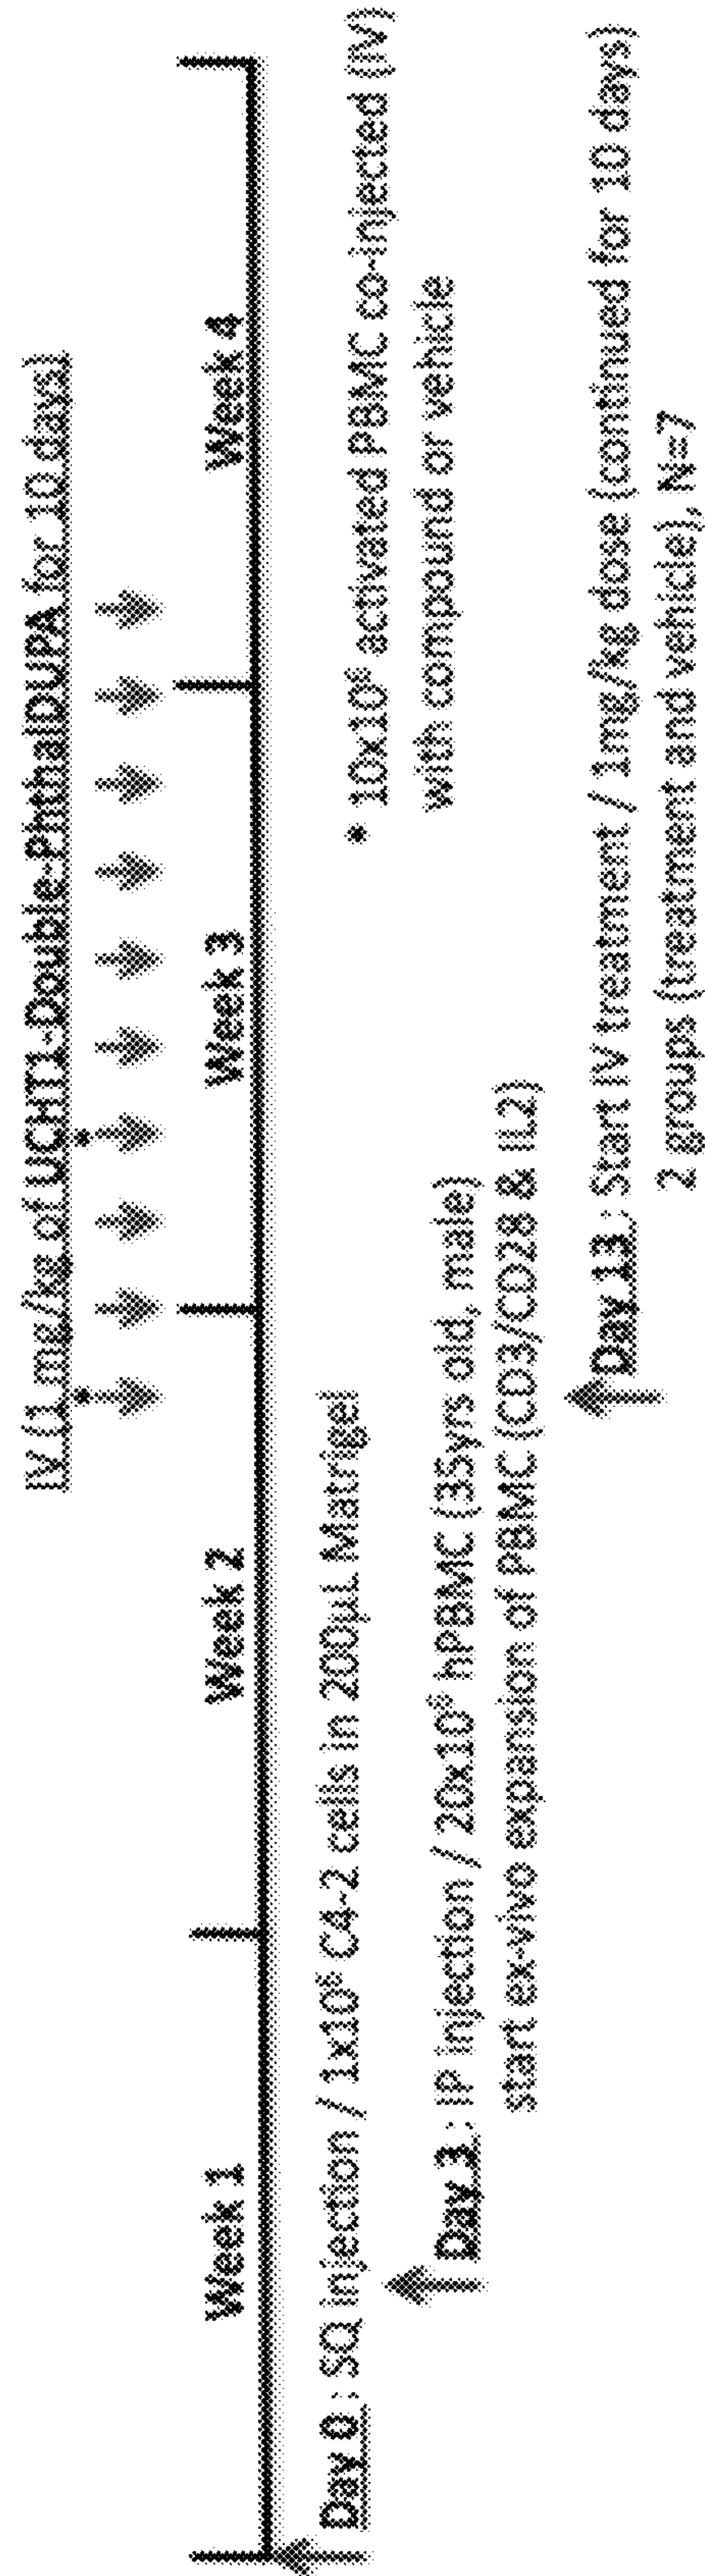 IV (1 mg/kg of UCHT1-Double-PhthalDUPA for 10 days)
* *
Week 1 Week 2 Week 3 Week 4
Day 0 : SQ injection / 1x10⁶ C4-2 cells in 200µL Matrigel
* 10x10⁶ activated PBMC co-injected (IV)
with compound or vehicle
Day 3 : IP injection / 20x10⁶ hPBMC (35yrs old, male)
start ex-vivo expansion of PBMC (CD3/CD28 & IL2)
Day 13 : Start IV treatment / 1mg/kg dose (continued for 10 days)
2 groups (treatment and vehicle), N=7